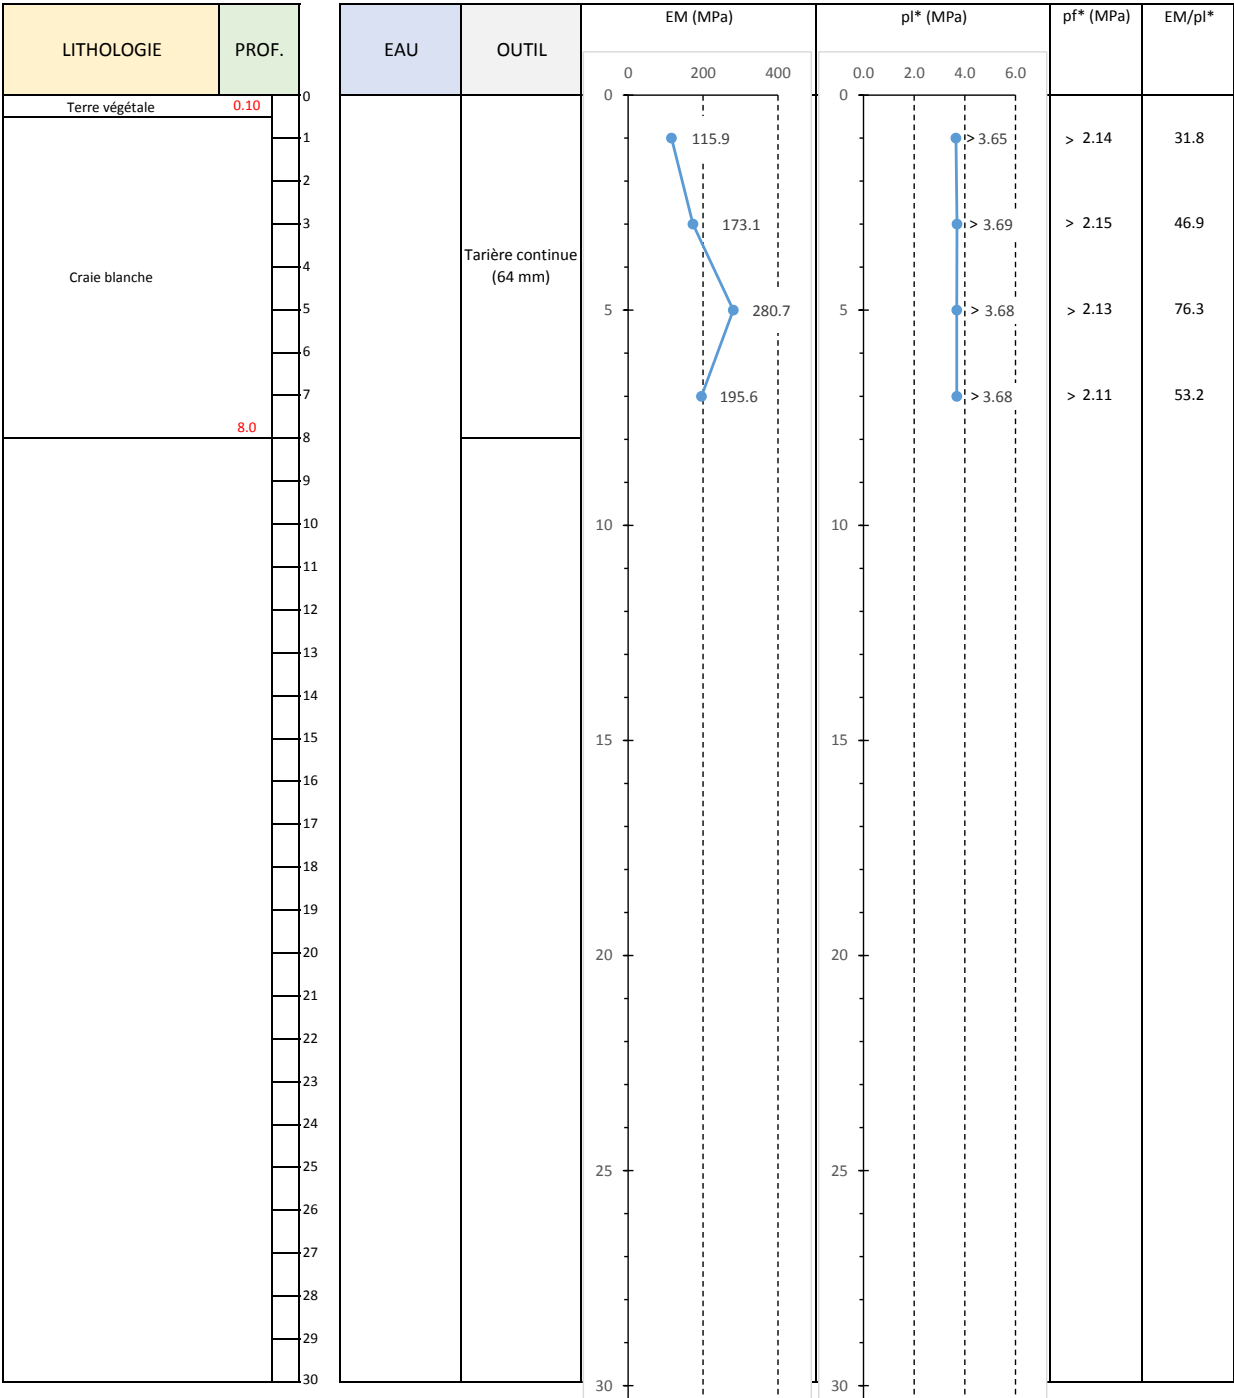 LITHOLOGIE PROF. EAU OUTIL EM (MPa) pl* (MPa) pf* (MPa) EM/pl*
0 200 400 0.0 2.0 4.0 6.0
Terre végétale 0.10 0 0 0
1 115.9 > 3.65 > 2.14 31.8
2
3 173.1 > 3.69 > 2.15 46.9
Tarière continue
4
Craie blanche (64 mm)
5 5 280.7 5 > 3.68 > 2.13 76.3
6
7 195.6 > 3.68 > 2.11 53.2
8.0
8
9
10 10 10
11
12
13
14
15 15 15
16
17
18
19
20 20 20
21
22
23
24
25 25 25
26
27
28
29
30 30 30